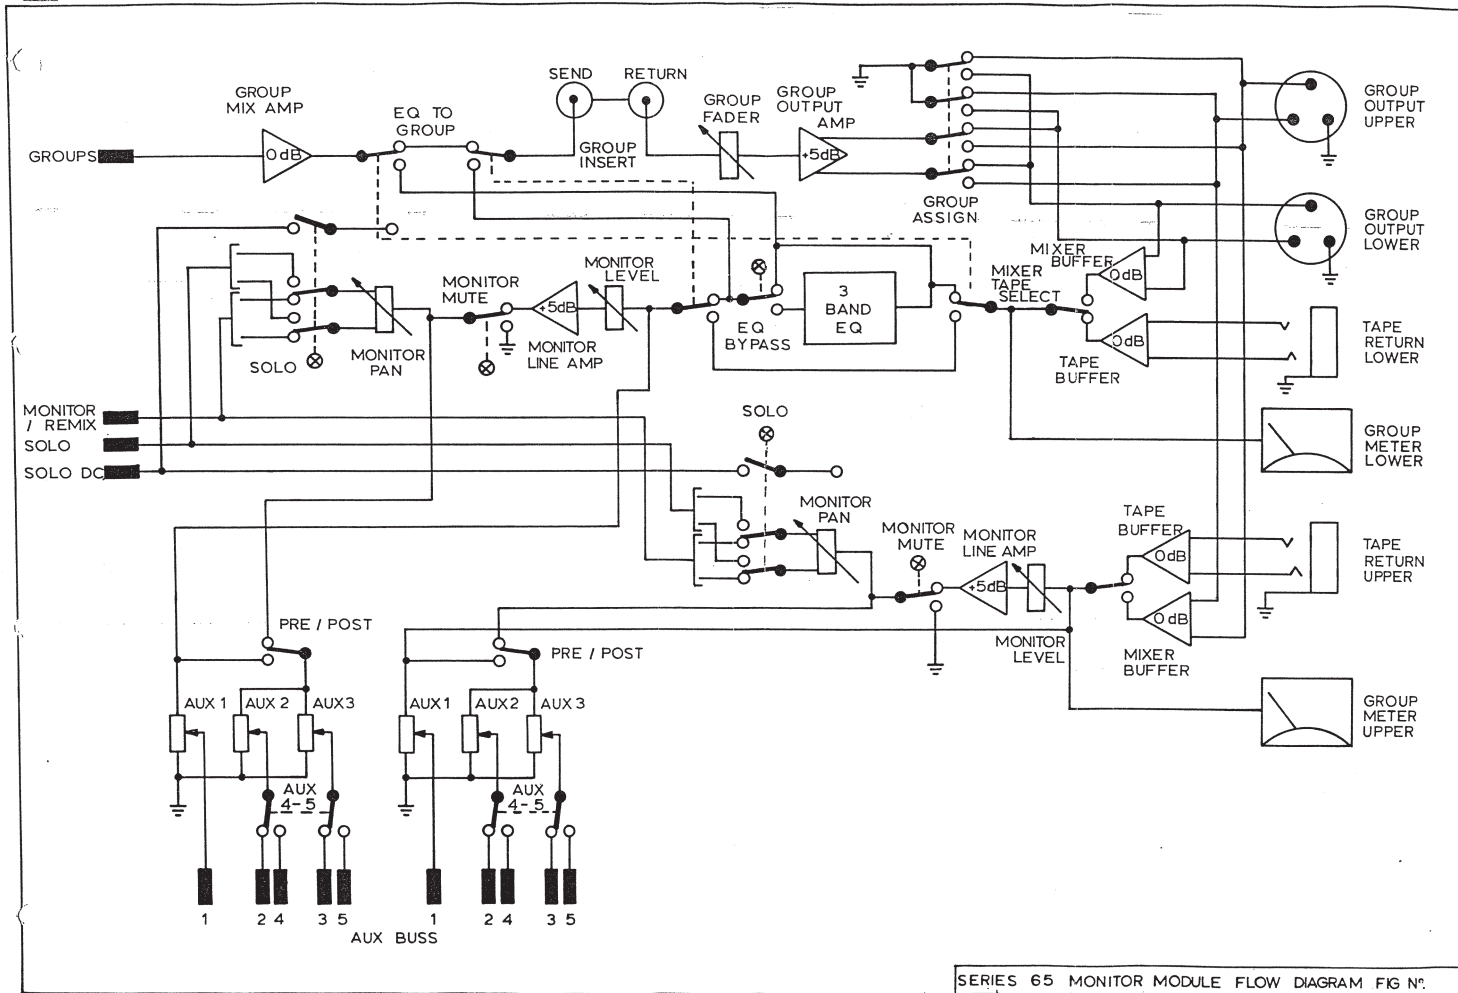 GROUP
MIX AMP
0dB
GROUPS
EQ TO
GROUP
SEND
RETURN
GROUP
INSERT
GROUP
FADER
GROUP
OUTPUT
AMP
+5dB
GROUP
ASSIGN
GROUP
OUTPUT
UPPER
GROUP
OUTPUT
LOWER
MIXER
BUFFER
0dB
MIXER
TAPE
SELECT
0dB
TAPE
BUFFER
TAPE
RETURN
LOWER
3
BAND
EQ
EQ
BYPASS
MONITOR
LEVEL
MONITOR
MUTE
+5dB
MONITOR
LINE AMP
MONITOR
PAN
SOLO
MONITOR
/ REMIX
SOLO
SOLO DC
SOLO
GROUP
METER
LOWER
MONITOR
PAN
MONITOR
MUTE
MONITOR
LINE AMP
+5dB
MONITOR
LEVEL
TAPE
BUFFER
0dB
0dB
MIXER
BUFFER
TAPE
RETURN
UPPER
GROUP
METER
UPPER
PRE / POST
AUX 1
AUX 2
AUX 3
AUX
4-5
1
2 4
3 5
PRE / POST
AUX 1
AUX 2
AUX 3
AUX
4-5
1
2 4
3 5
AUX BUSS
SERIES 65 MONITOR MODULE FLOW DIAGRAM FIG Nº.